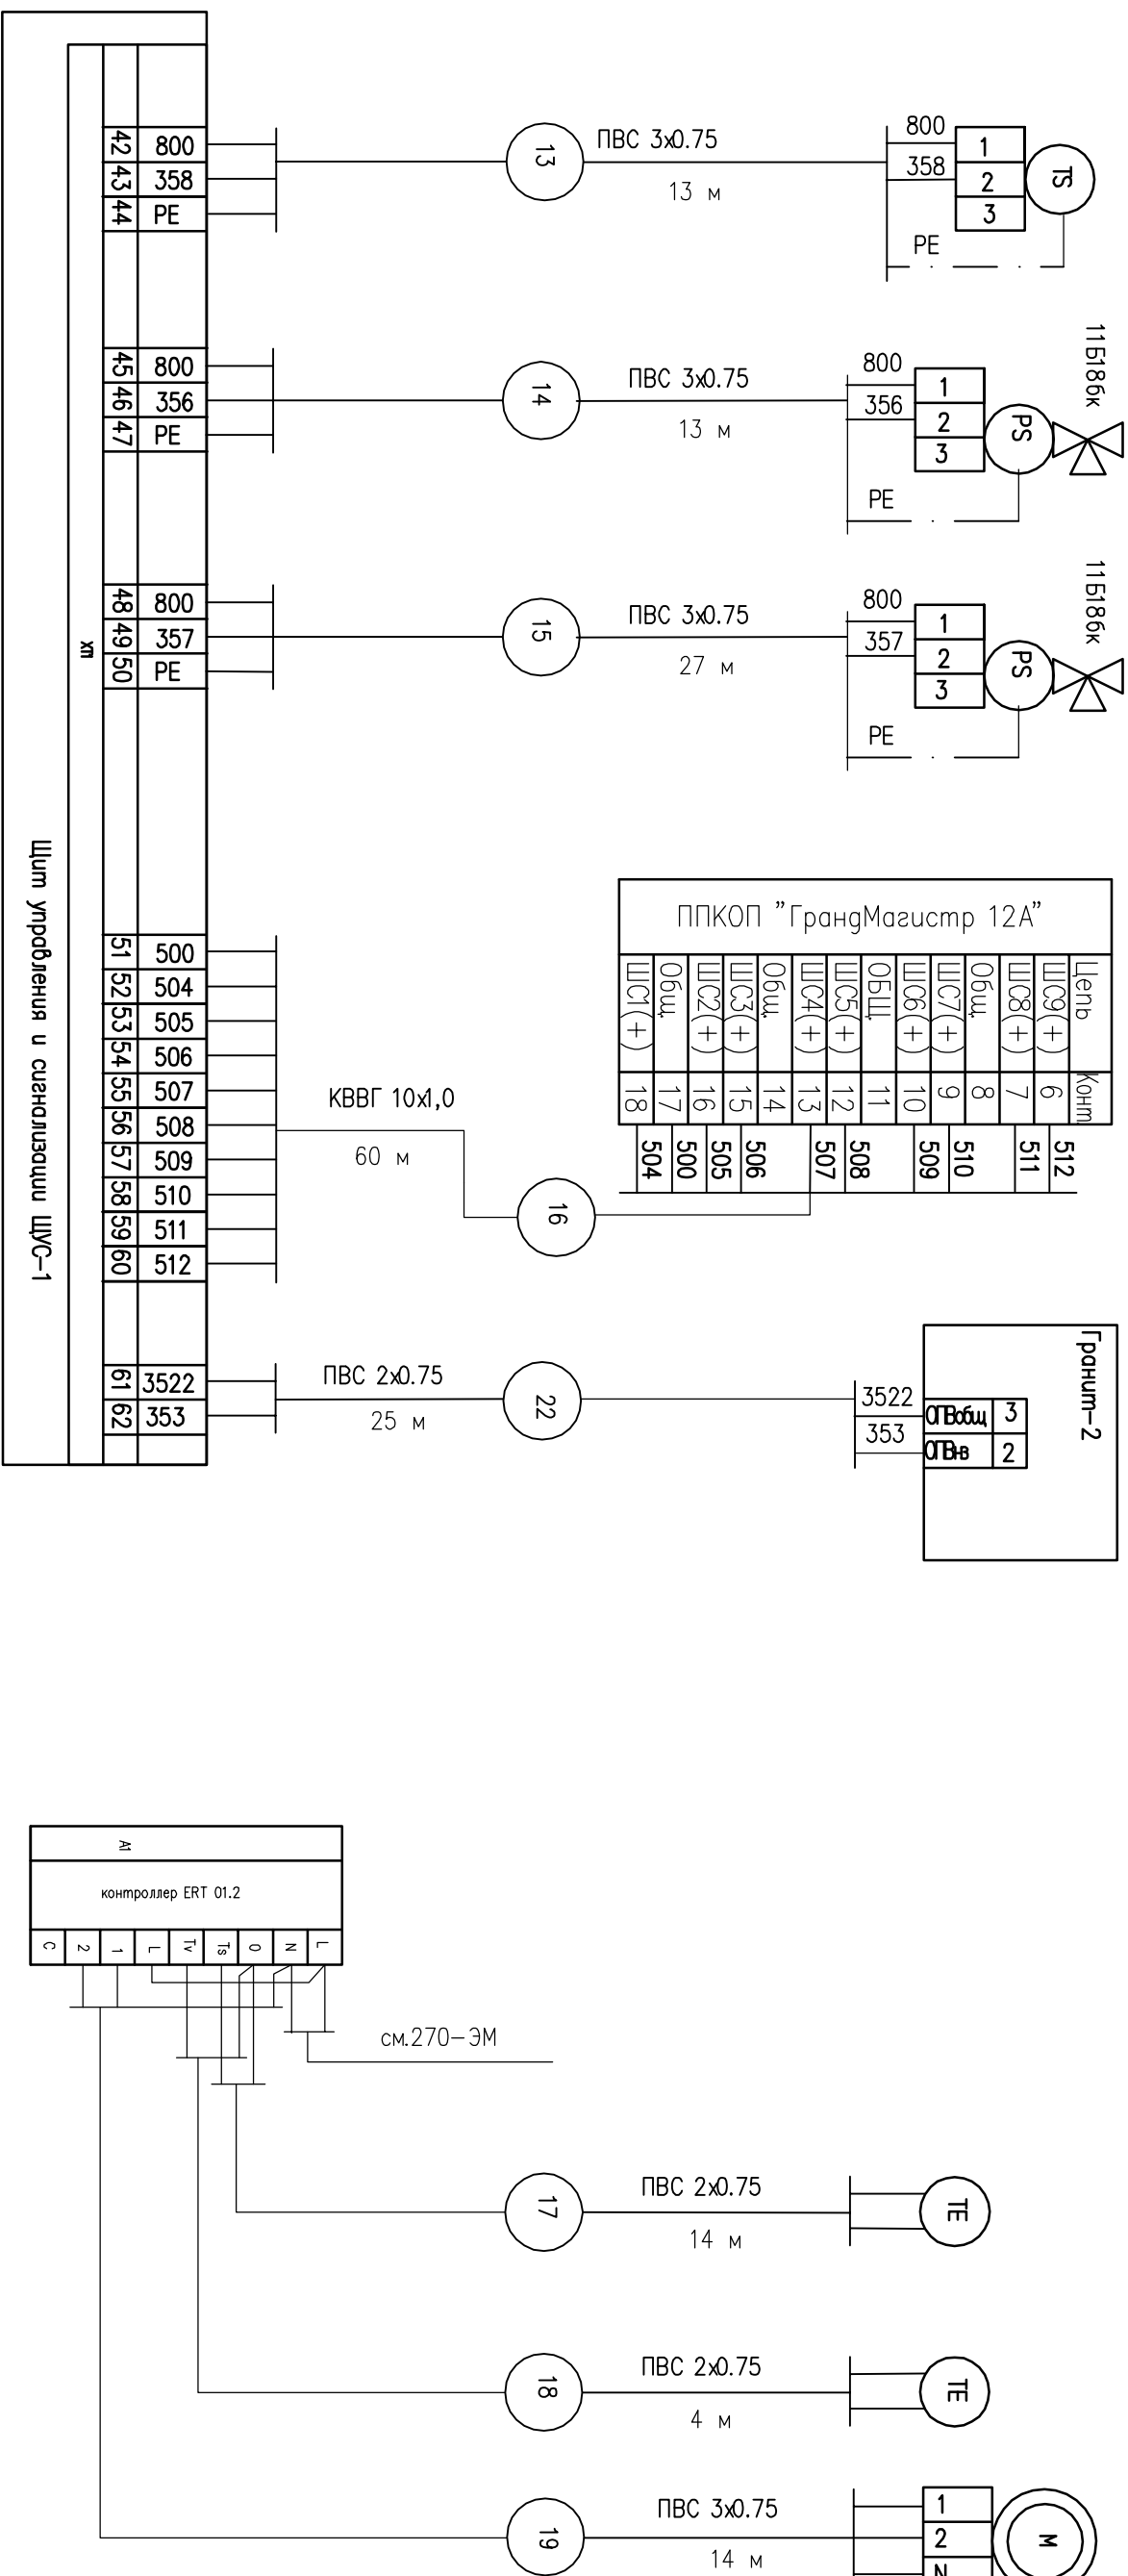 42 800
43 358
44 PE
13
ПВС 3х0.75
13 м
800
358
PE
1
2
3
TS
45 800
46 356
47 PE
14
ПВС 3х0.75
13 м
800
356
PE
1
2
3
PS
11Б18бк
48 800
49 357
50 PE
15
ПВС 3х0.75
27 м
800
357
PE
1
2
3
PS
11Б18бк
ХП1
Щит управления и сигнализации ЩУС-1
51 500
52 504
53 505
54 506
55 507
56 508
57 509
58 510
59 511
60 512
КВВГ 10х1,0
60 м
16
ППКОП "ГрандМагистр 12А"
Цепь Конт
ШС9(+) 6 512
ШС8(+) 7 511
Общ. 8
ШС7(+) 9 510
ШС6(+) 10 509
ОБЩ. 11
ШС5(+) 12 508
ШС4(+) 13 507
Общ. 14
ШС3(+) 15 506
ШС2(+) 16 505
Общ. 17 500
ШС1(+) 18 504
61 3522
62 353
ПВС 2х0.75
25 м
22
3522
353
ОПВобщ 3
ОПВнв 2
Гранит-2
А1
контроллер ERT 01.2
C 2 1 L Tv Ts 0 N L
см.270-ЭМ
17
ПВС 2х0.75
14 м
TE
18
ПВС 2х0.75
4 м
TE
19
ПВС 3х0.75
14 м
1
2
N
M